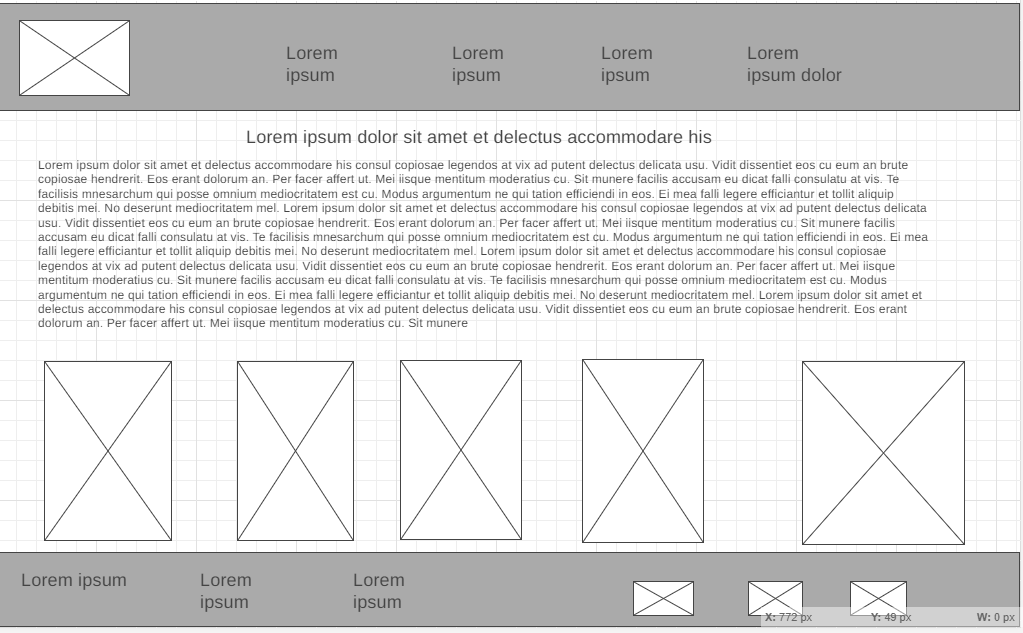 Lorem
ipsum
Lorem
ipsum
Lorem
ipsum
Lorem
ipsum dolor
Lorem ipsum dolor sit amet et delectus accommodare his
Lorem ipsum dolor sit amet et delectus accommodare his consul copiosae legendos at vix ad putent delectus delicata usu. Vidit dissentiet eos cu eum an brute
copiosae hendrerit. Eos erant dolorum an. Per facer affert ut. Mei iisque mentitum moderatius cu. Sit munere facilis accusam eu dicat falli consulatu at vis. Te
facilisis mnesarchum qui posse omnium mediocritatem est cu. Modus argumentum ne qui tation efficiendi in eos. Ei mea falli legere efficiantur et tollit aliquip
debitis mei. No deserunt mediocritatem mel. Lorem ipsum dolor sit amet et delectus accommodare his consul copiosae legendos at vix ad putent delectus delicata
usu. Vidit dissentiet eos cu eum an brute copiosae hendrerit. Eos erant dolorum an. Per facer affert ut. Mei iisque mentitum moderatius cu. Sit munere facilis
accusam eu dicat falli consulatu at vis. Te facilisis mnesarchum qui posse omnium mediocritatem est cu. Modus argumentum ne qui tation efficiendi in eos. Ei mea
falli legere efficiantur et tollit aliquip debitis mei. No deserunt mediocritatem mel. Lorem ipsum dolor sit amet et delectus accommodare his consul copiosae
legendos at vix ad putent delectus delicata usu. Vidit dissentiet eos cu eum an brute copiosae hendrerit. Eos erant dolorum an. Per facer affert ut. Mei iisque
mentitum moderatius cu. Sit munere facilis accusam eu dicat falli consulatu at vis. Te facilisis mnesarchum qui posse omnium mediocritatem est cu. Modus
argumentum ne qui tation efficiendi in eos. Ei mea falli legere efficiantur et tollit aliquip debitis mei. No deserunt mediocritatem mel. Lorem ipsum dolor sit amet et
delectus accommodare his consul copiosae legendos at vix ad putent delectus delicata usu. Vidit dissentiet eos cu eum an brute copiosae hendrerit. Eos erant
dolorum an. Per facer affert ut. Mei iisque mentitum moderatius cu. Sit munere
Lorem ipsum
Lorem
ipsum
Lorem
ipsum
X: 772 px Y: 49 px W: 0 px